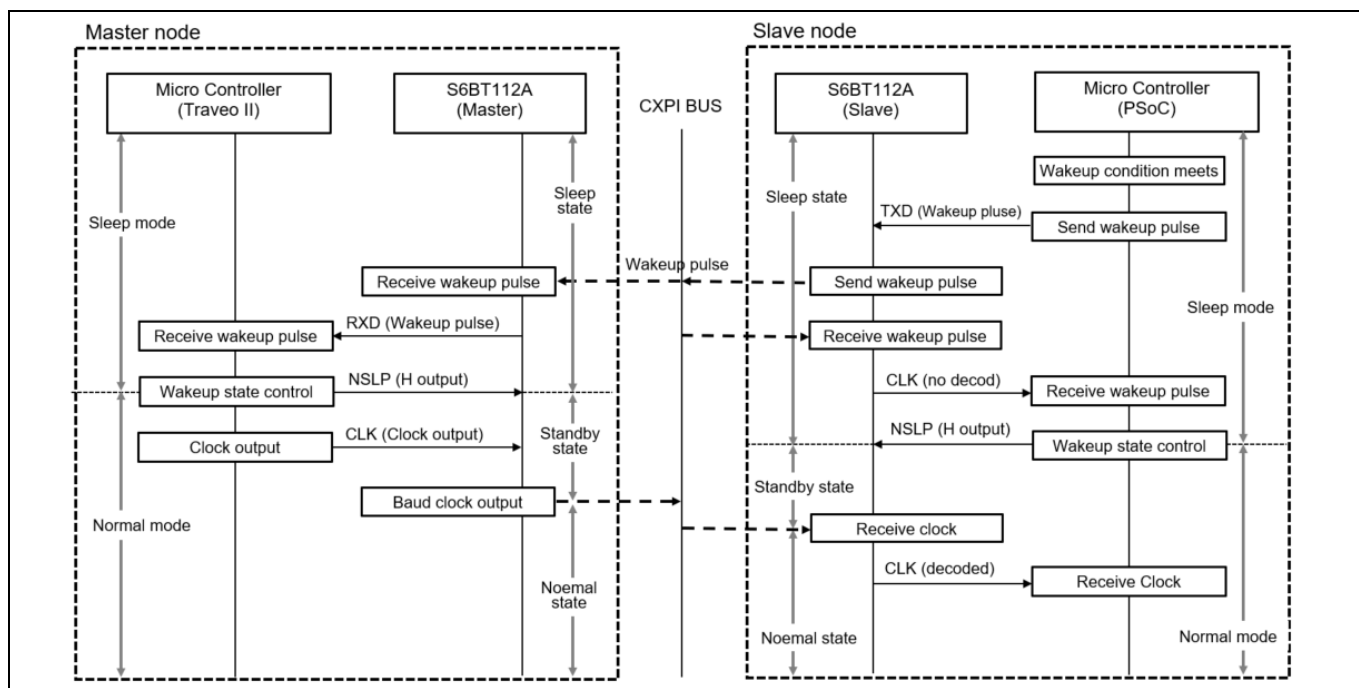 Master node
Slave node
Micro Controller
(Traveo II)
S6BT112A
(Master)
CXPI BUS
S6BT112A
(Slave)
Micro Controller
(PSoC)
Wakeup condition meets
Sleep state
Sleep
state
Sleep mode
TXD (Wakeup pluse)
Send wakeup pulse
Wakeup pulse
Receive wakeup pulse
Send wakeup pulse
Sleep mode
Receive wakeup pulse
RXD (Wakeup pulse)
Receive wakeup pulse
Wakeup state control
NSLP (H output)
CLK (no decod)
Receive wakeup pulse
Clock output
CLK (Clock output)
Standby
state
NSLP (H output)
Wakeup state control
Standby state
Baud clock output
Normal mode
Receive clock
CLK (decoded)
Receive Clock
Noemal
state
Noemal state
Normal mode